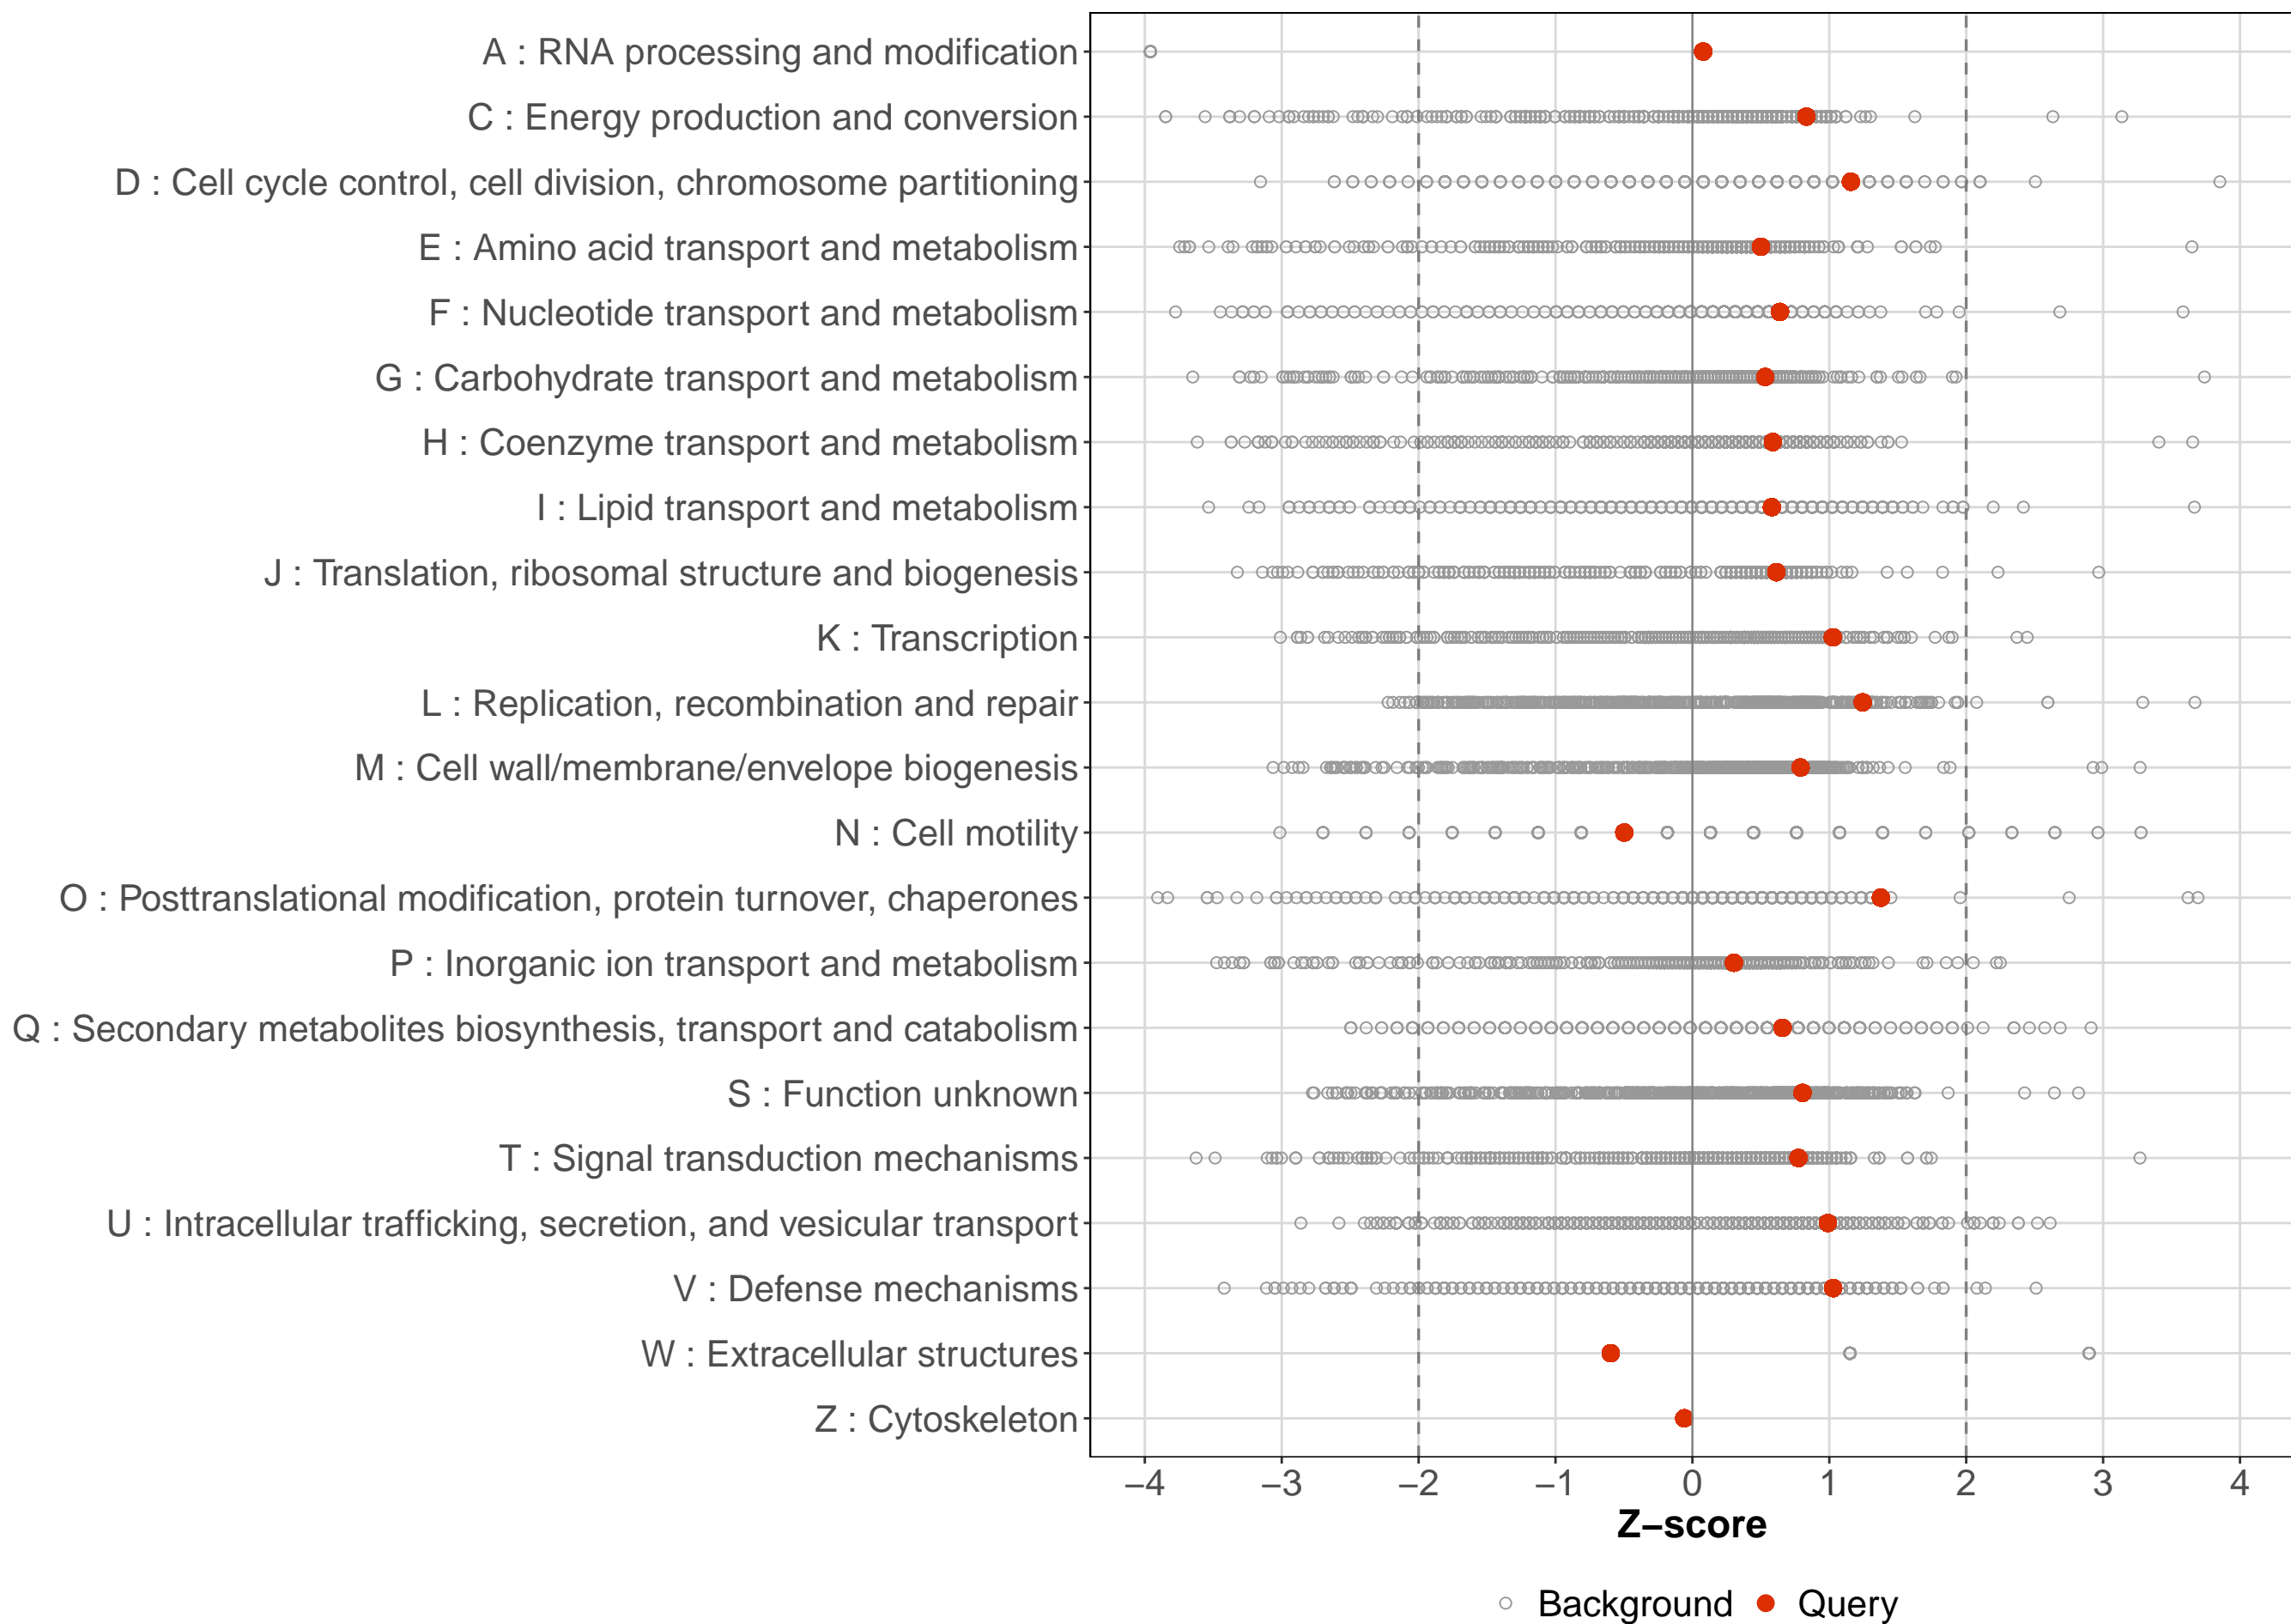 A : RNA processing and modification
C : Energy production and conversion
D : Cell cycle control, cell division, chromosome partitioning
E : Amino acid transport and metabolism
F : Nucleotide transport and metabolism
G : Carbohydrate transport and metabolism
H : Coenzyme transport and metabolism
I : Lipid transport and metabolism
J : Translation, ribosomal structure and biogenesis
K : Transcription
L : Replication, recombination and repair
M : Cell wall/membrane/envelope biogenesis
N : Cell motility
O : Posttranslational modification, protein turnover, chaperones
P : Inorganic ion transport and metabolism
Q : Secondary metabolites biosynthesis, transport and catabolism
S : Function unknown
T : Signal transduction mechanisms
U : Intracellular trafficking, secretion, and vesicular transport
V : Defense mechanisms
W : Extracellular structures
Z : Cytoskeleton
−4 −3 −2 −1 0 1 2 3 4
Z−score
Background Query